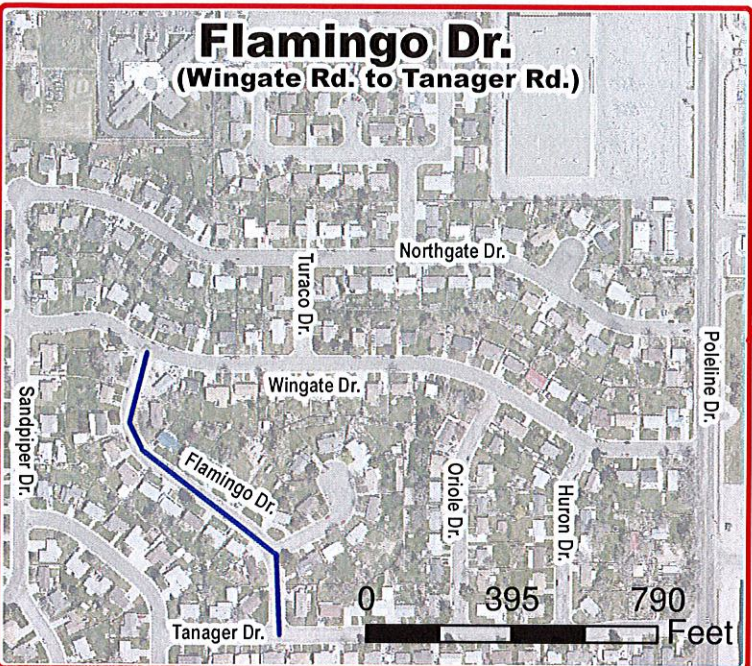 Flamingo Dr.
(Wingate Rd. to Tanager Rd.)
Northgate Dr.
Turaco Dr.
Poleline Dr.
Wingate Dr.
Sandpiper Dr.
Flamingo Dr.
Oriole Dr.
Huron Dr.
Tanager Dr.
0 395 790
Feet